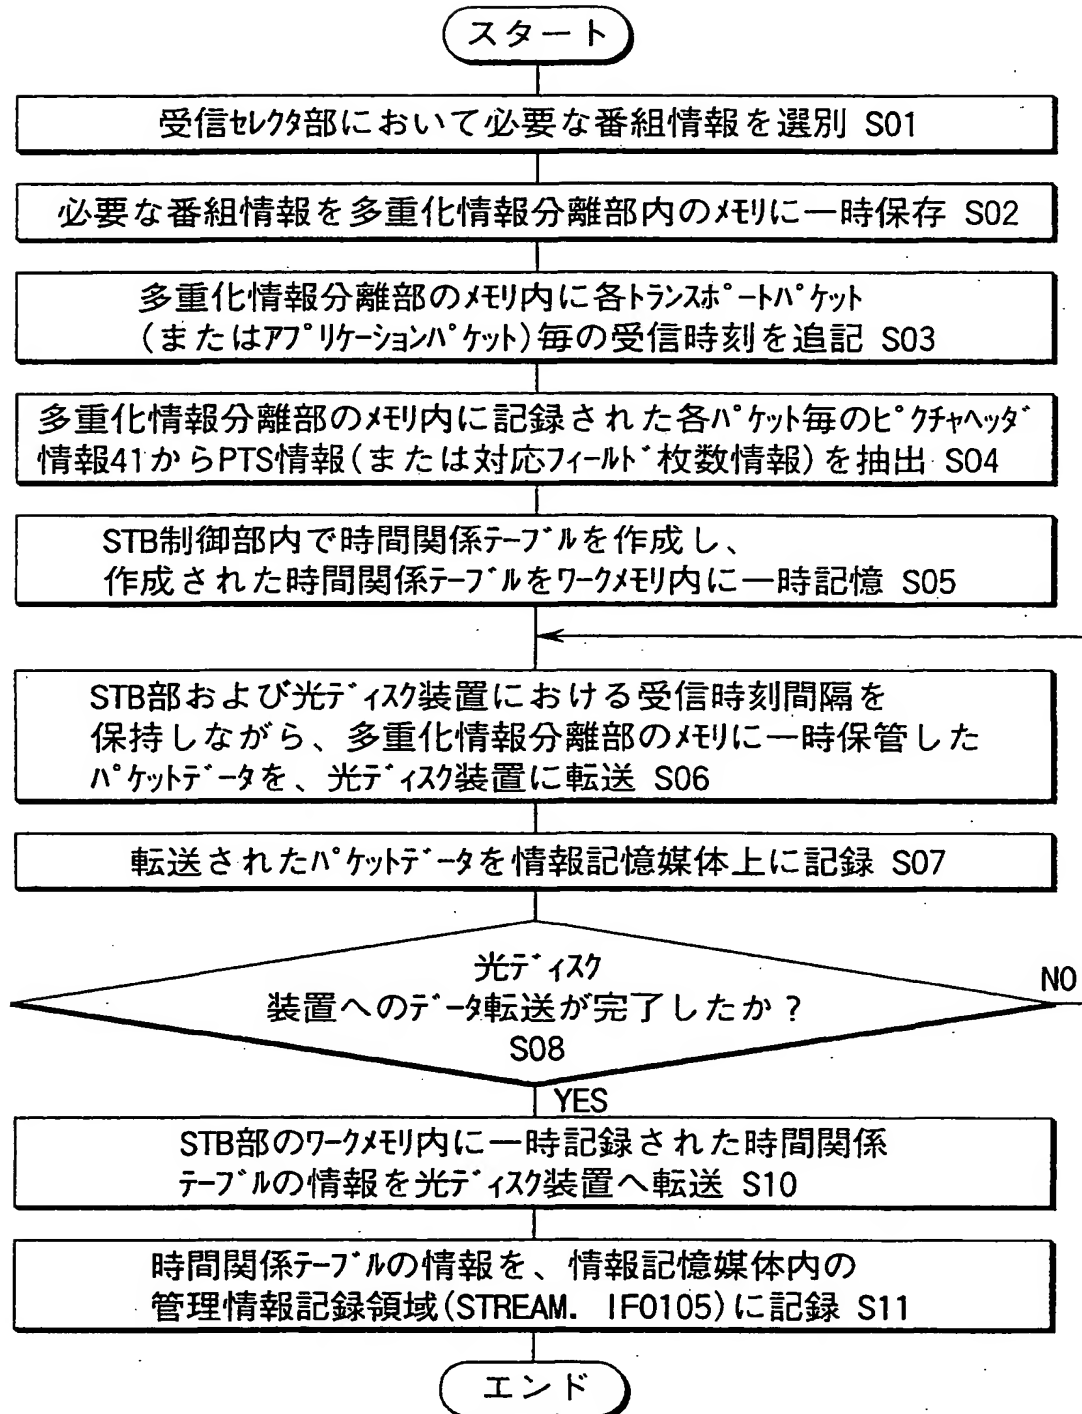 スタート
受信ｾﾚｸﾀ部において必要な番組情報を選別 S01
必要な番組情報を多重化情報分離部内のﾒﾓﾘに一時保存 S02
多重化情報分離部のﾒﾓﾘ内に各ﾄﾗﾝｽﾎﾟｰﾄﾊﾟｹｯﾄ
(またはｱﾌﾟﾘｹｰｼｮﾝﾊﾟｹｯﾄ)毎の受信時刻を追記 S03
多重化情報分離部のﾒﾓﾘ内に記録された各ﾊﾟｹｯﾄ毎のﾋﾟｸﾁｬﾍｯﾀﾞ
情報41からPTS情報(または対応ﾌｨｰﾙﾄﾞ枚数情報)を抽出 S04
STB制御部内で時間関係ﾃｰﾌﾞﾙを作成し、
作成された時間関係ﾃｰﾌﾞﾙをﾜｰｸﾒﾓﾘ内に一時記憶 S05
STB部および光ﾃﾞｨｽｸ装置における受信時刻間隔を
保持しながら、多重化情報分離部のﾒﾓﾘに一時保管した
ﾊﾟｹｯﾄﾃﾞｰﾀを、光ﾃﾞｨｽｸ装置に転送 S06
転送されたﾊﾟｹｯﾄﾃﾞｰﾀを情報記憶媒体上に記録 S07
光ﾃﾞｨｽｸ
装置へのﾃﾞｰﾀ転送が完了したか？
S08
NO
YES
STB部のﾜｰｸﾒﾓﾘ内に一時記録された時間関係
ﾃｰﾌﾞﾙの情報を光ﾃﾞｨｽｸ装置へ転送 S10
時間関係ﾃｰﾌﾞﾙの情報を、情報記憶媒体内の
管理情報記録領域(STREAM. IFO105)に記録 S11
エンド